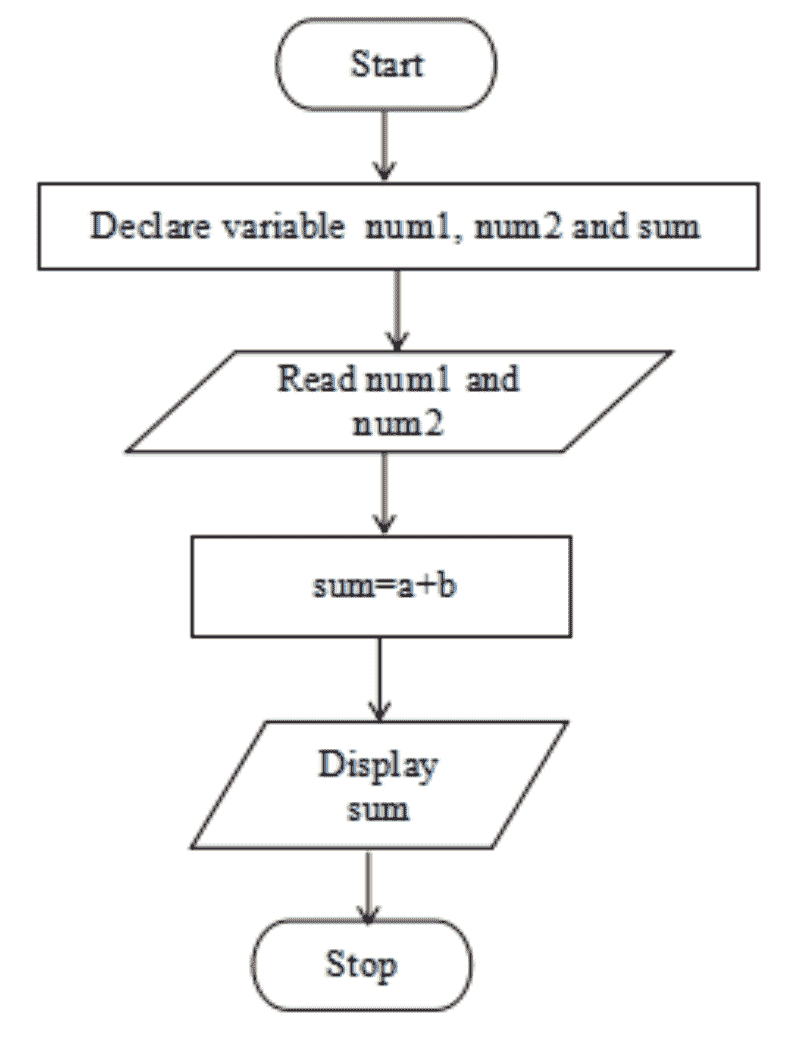 Start
Declare variable num1, num2 and sum
Read num1 and
num2
sum=a+b
Display
sum
Stop